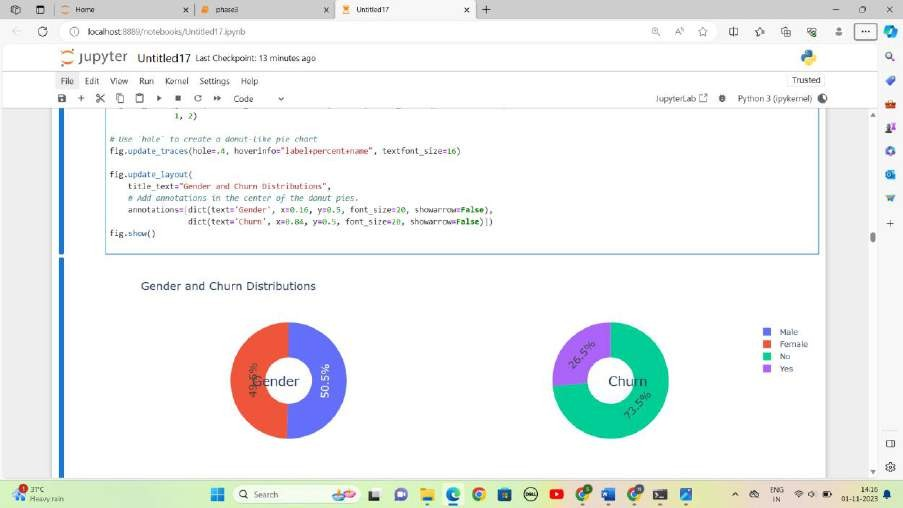 Home
phase3
Untitled17
localhost:8889/notebooks/Untitled17.ipynb
jupyter Untitled17 Last Checkpoint: 13 minutes ago
File Edit View Run Kernel Settings Help
Trusted
Code
JupyterLab
Python 3 (ipykernel)
1, 2)
# Use `hole` to create a donut-like pie chart
fig.update_traces(hole=.4, hoverinfo="label+percent+name", textfont_size=16)
fig.update_layout(
title_text="Gender and Churn Distributions",
# Add annotations in the center of the donut pies.
annotations=[dict(text='Gender', x=0.16, y=0.5, font_size=20, showarrow=False),
dict(text='Churn', x=0.84, y=0.5, font_size=20, showarrow=False)])
fig.show()
Gender and Churn Distributions
49.5%
Gender
50.5%
26.5%
Churn
73.5%
Male
Female
No
Yes
1
31°C
Heavy rain
Search
DELL
ENG
IN
14:16
01-11-2023